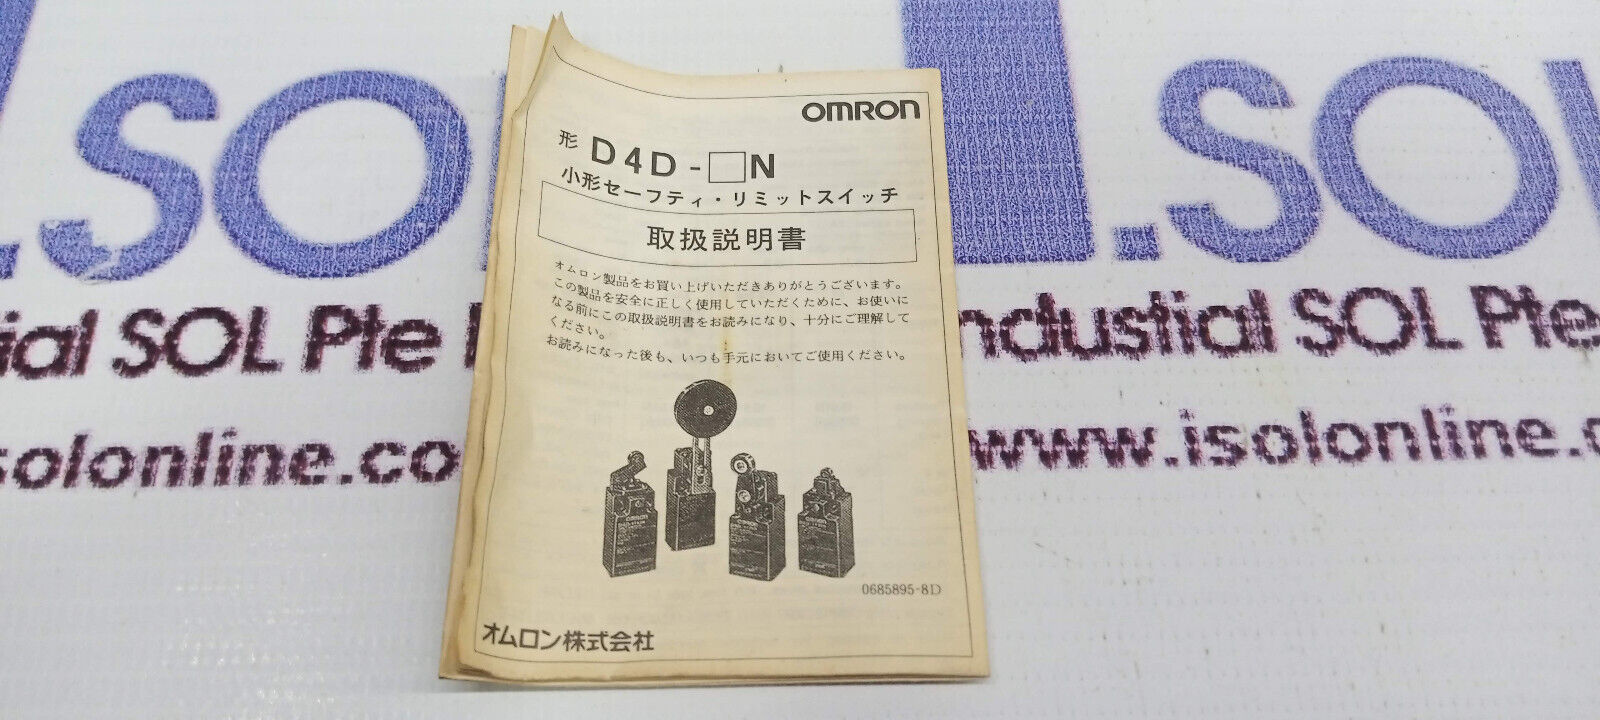 OMRON
形 D4D-□N
小形セーフティ・リミットスイッチ
取扱説明書
オムロン製品をお買い上げいただきありがとうございます。
この製品を安全に正しく使用していただくために、お使いに
なる前にこの取扱説明書をお読みになり、十分にご理解して
ください。
お読みになった後も、いつも手元においてご使用ください。
OMRON
0685895-8D
オムロン株式会社
.SOL
ial SOL Pte
solonline.co
.SOL
ndustial SOL Pte
www.isolonline.c